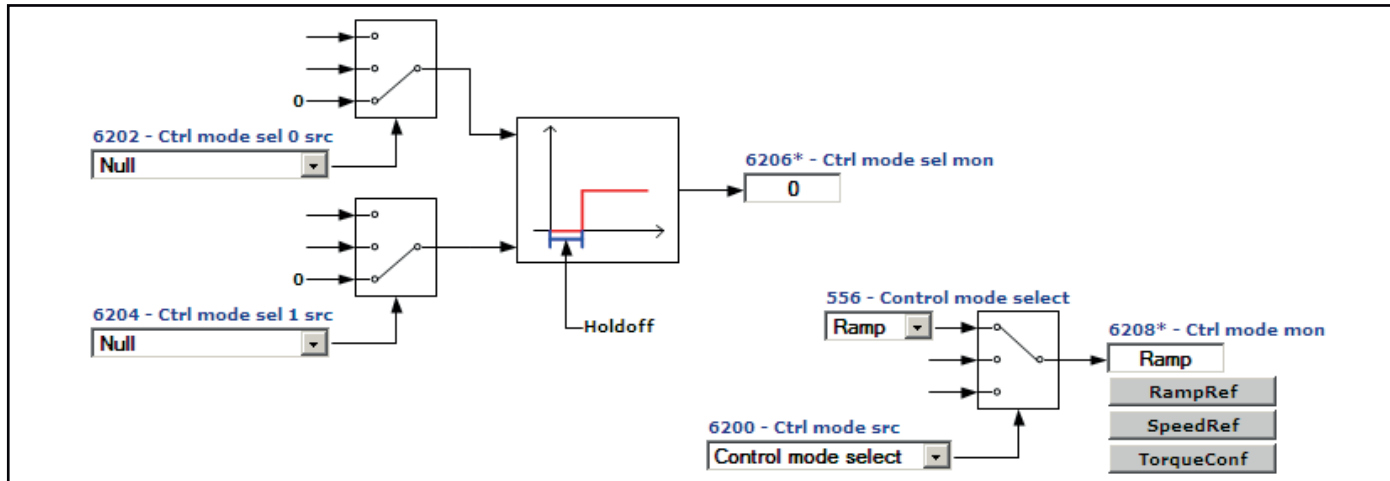 0
6202 - Ctrl mode sel 0 src
Null
6206* - Ctrl mode sel mon
0
0
6204 - Ctrl mode sel 1 src
Null
Holdoff
556 - Control mode select
Ramp
6208* - Ctrl mode mon
Ramp
RampRef
SpeedRef
TorqueConf
6200 - Ctrl mode src
Control mode select